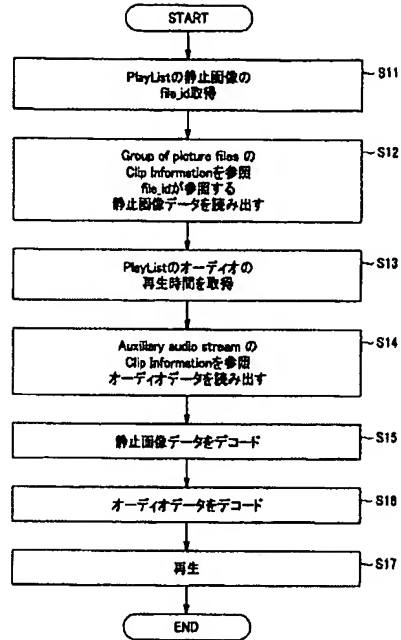 START
PlayListの静止画像の
file_id取得
S11
Group of picture files の
Clip Informationを参照
file_idが参照する
静止画像データを読み出す
S12
PlayListのオーディオの
再生時間を取得
S13
Auxiliary audio stream の
Clip Informationを参照
オーディオデータを読み出す
S14
静止画像データをデコード
S15
オーディオデータをデコード
S16
再生
S17
END